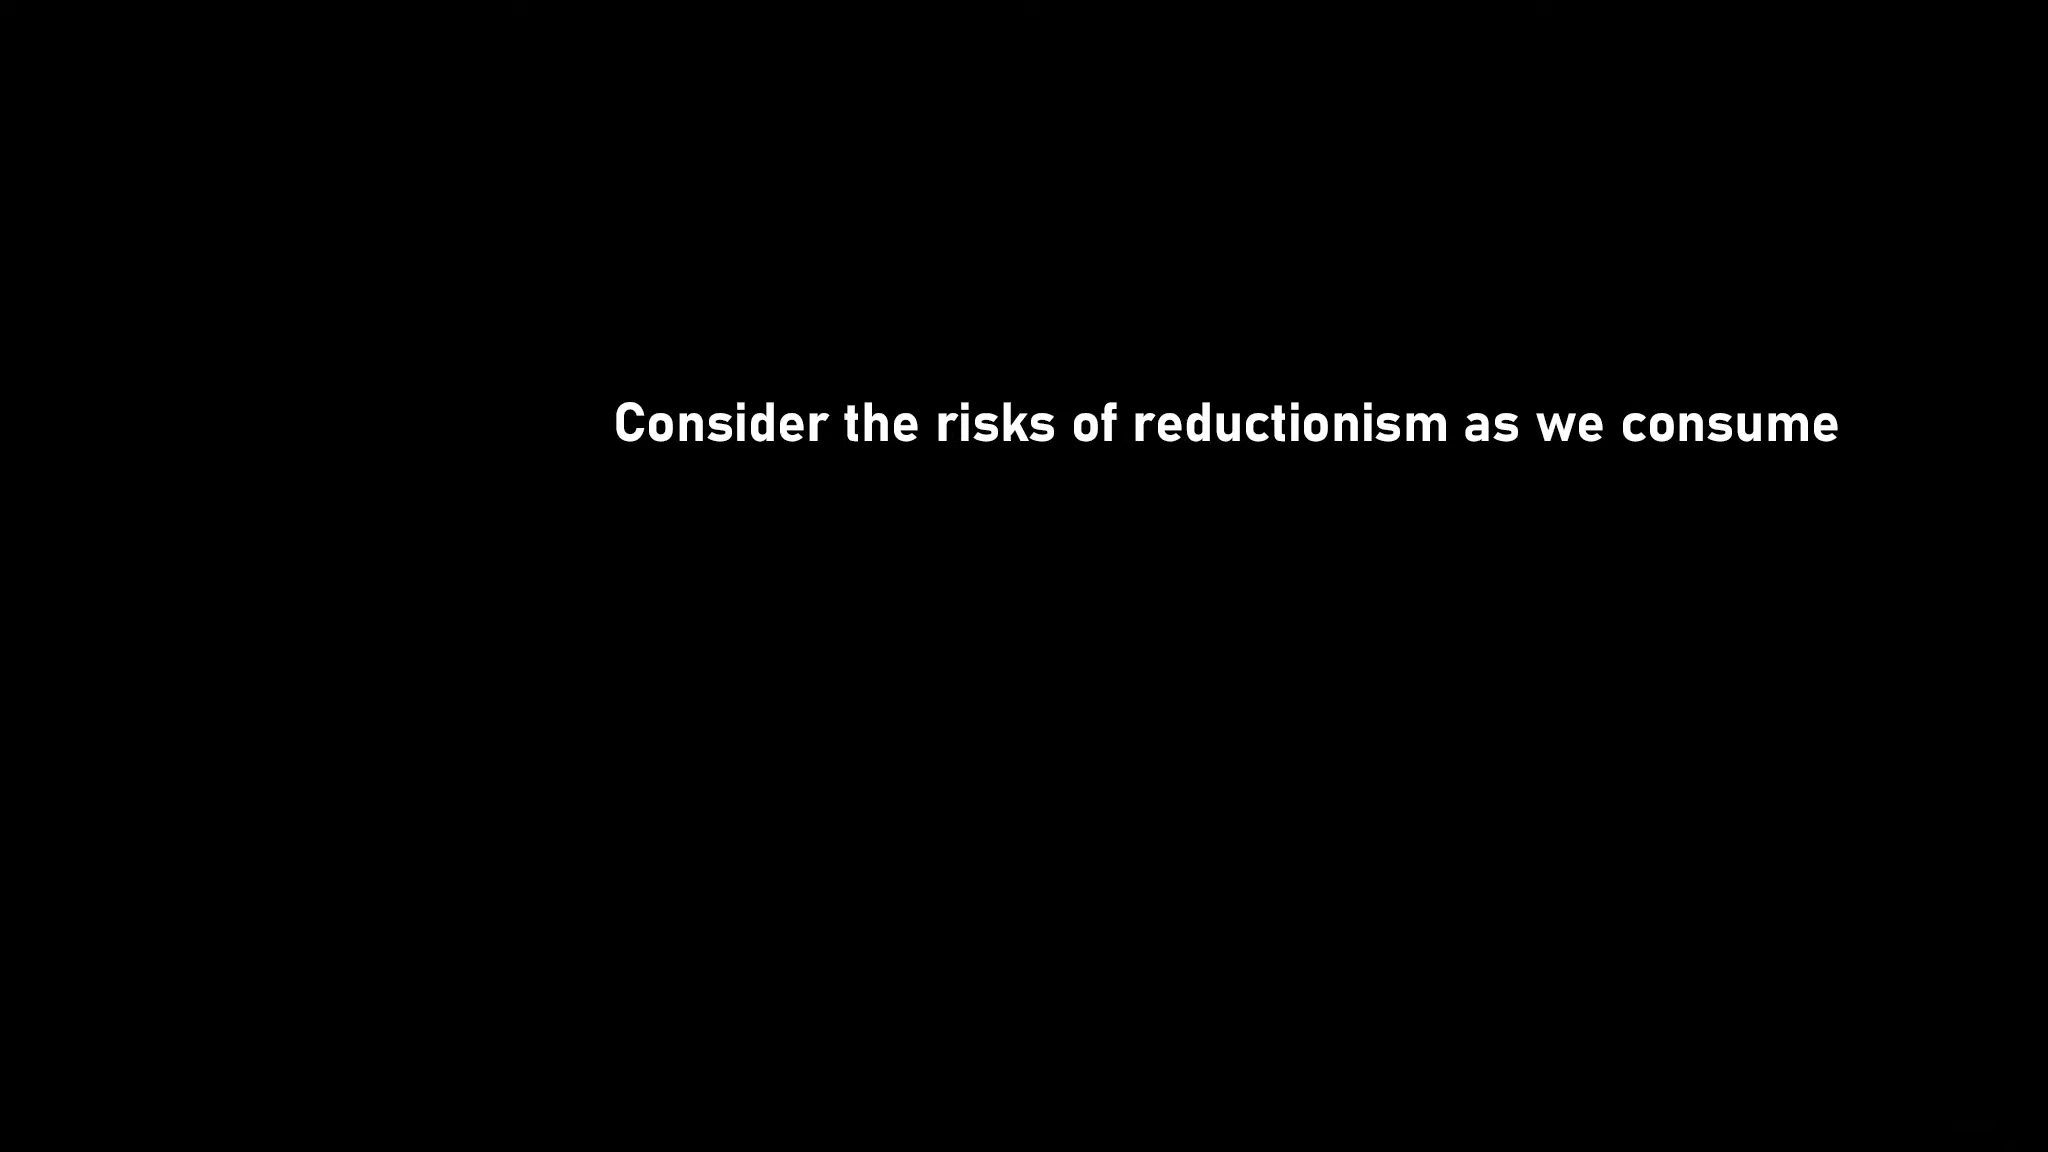 Consider the risks of reductionism as we consume